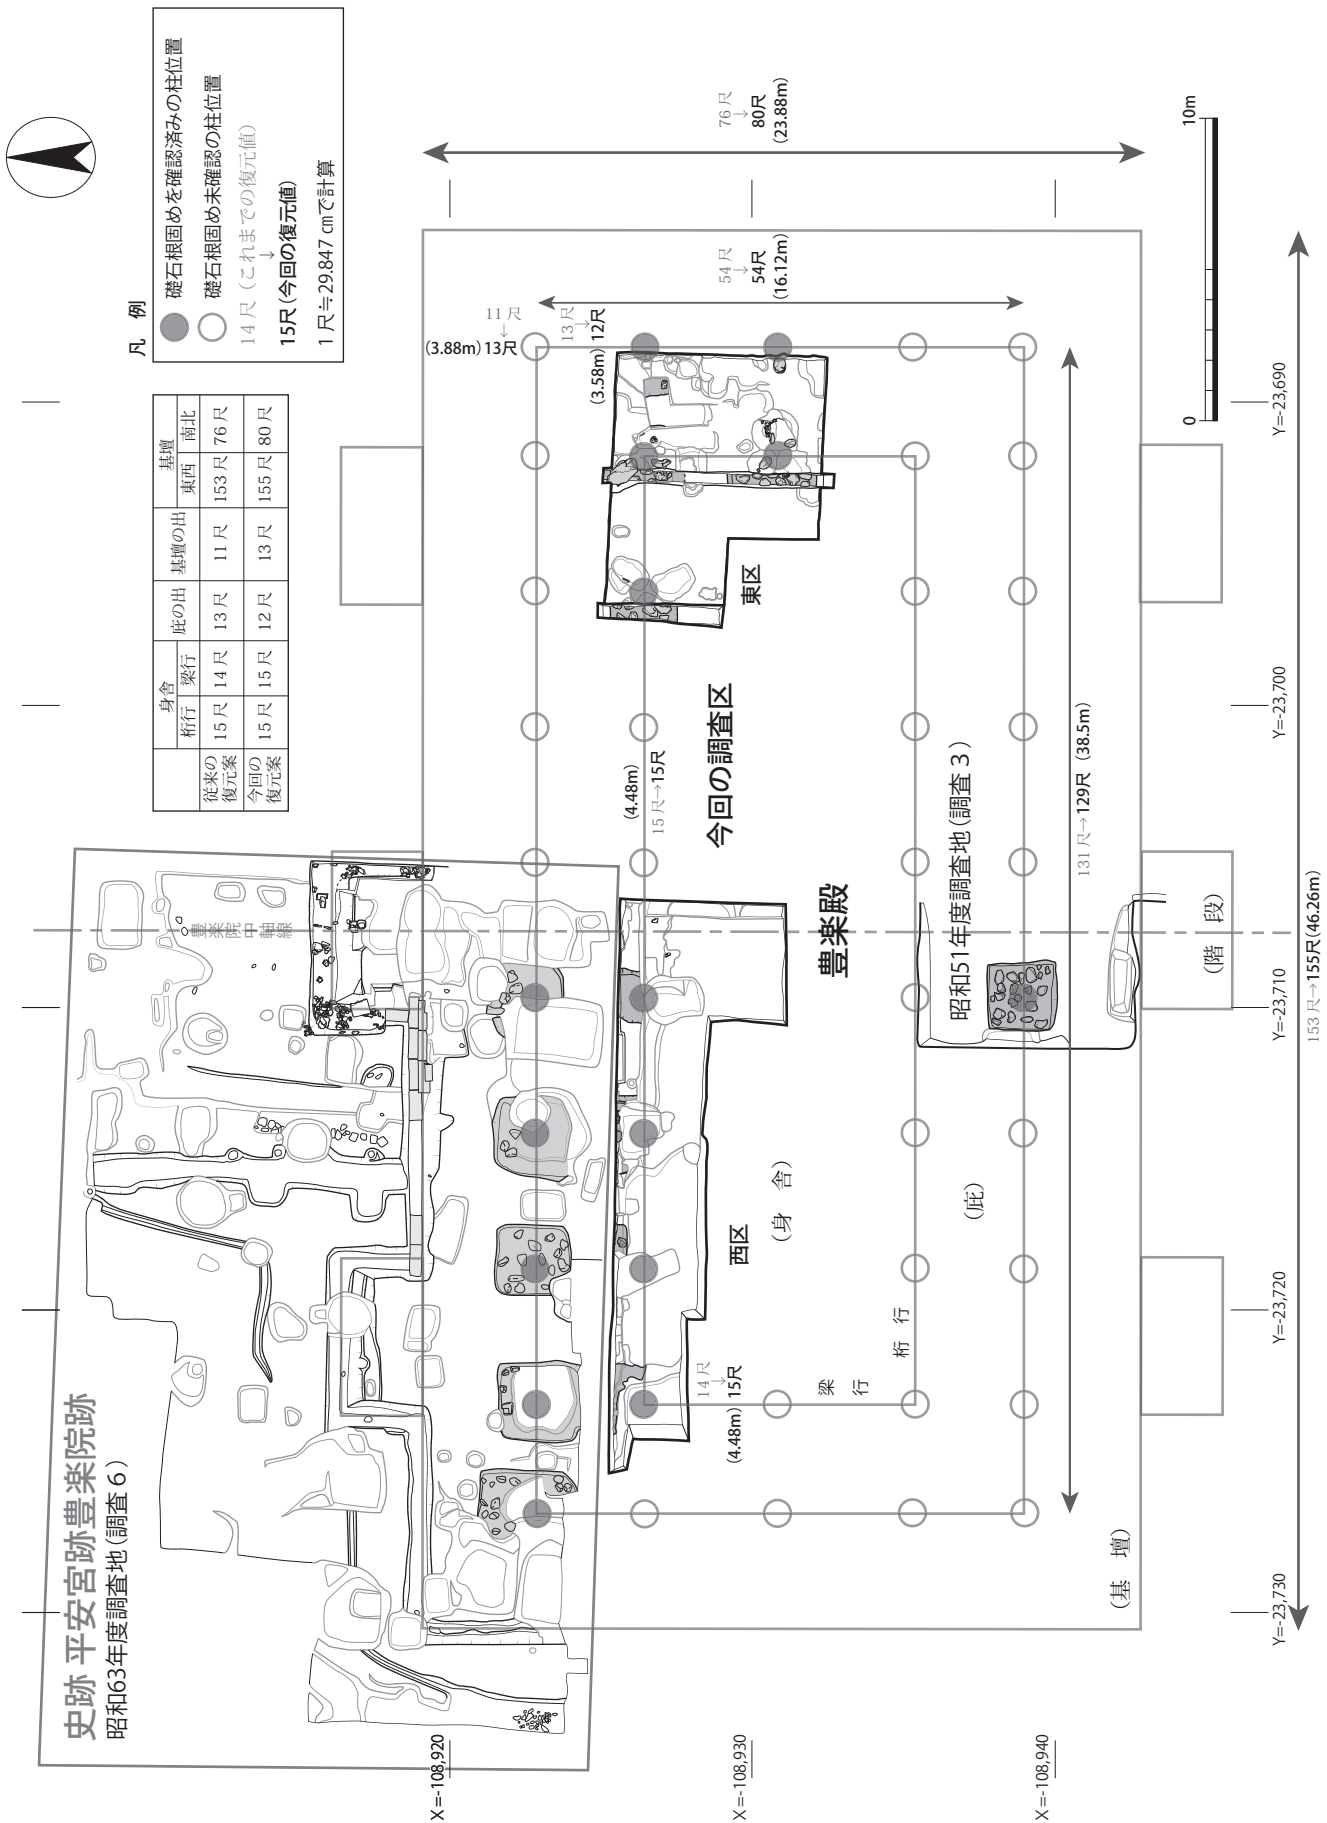 史跡 平安宮跡豊楽院跡
昭和63年度調査地（調査６）
身舎
庇の出
基壇の出
基壇
桁行
梁行
東西
南北
従来の
復元案
15尺
14尺
13尺
11尺
153尺
76尺
今回の
復元案
15尺
15尺
12尺
13尺
155尺
80尺
凡 例
礎石根固めを確認済みの柱位置
礎石根固め未確認の柱位置
14尺（これまでの復元値）
↓
15尺（今回の復元値）
1尺≒29.847㎝で計算
豊楽院中軸線
11尺
↓
(3.88m) 13尺
13尺
↓
12尺
(3.58m)
54尺
↓
54尺
(16.12m)
76尺
↓
80尺
(23.88m)
(4.48m)
15尺→15尺
今回の調査区
東区
西区
（身 舎）
豊楽殿
14尺
↓
15尺
(4.48m)
梁 行
桁 行
昭和51年度調査地（調査３）
（庇）
131尺→129尺 (38.5m)
（階 段）
（基 壇）
153尺→155尺(46.26m)
X=-108,920
X=-108,930
X=-108,940
Y=-23,730
Y=-23,720
Y=-23,710
Y=-23,700
Y=-23,690
0
10m